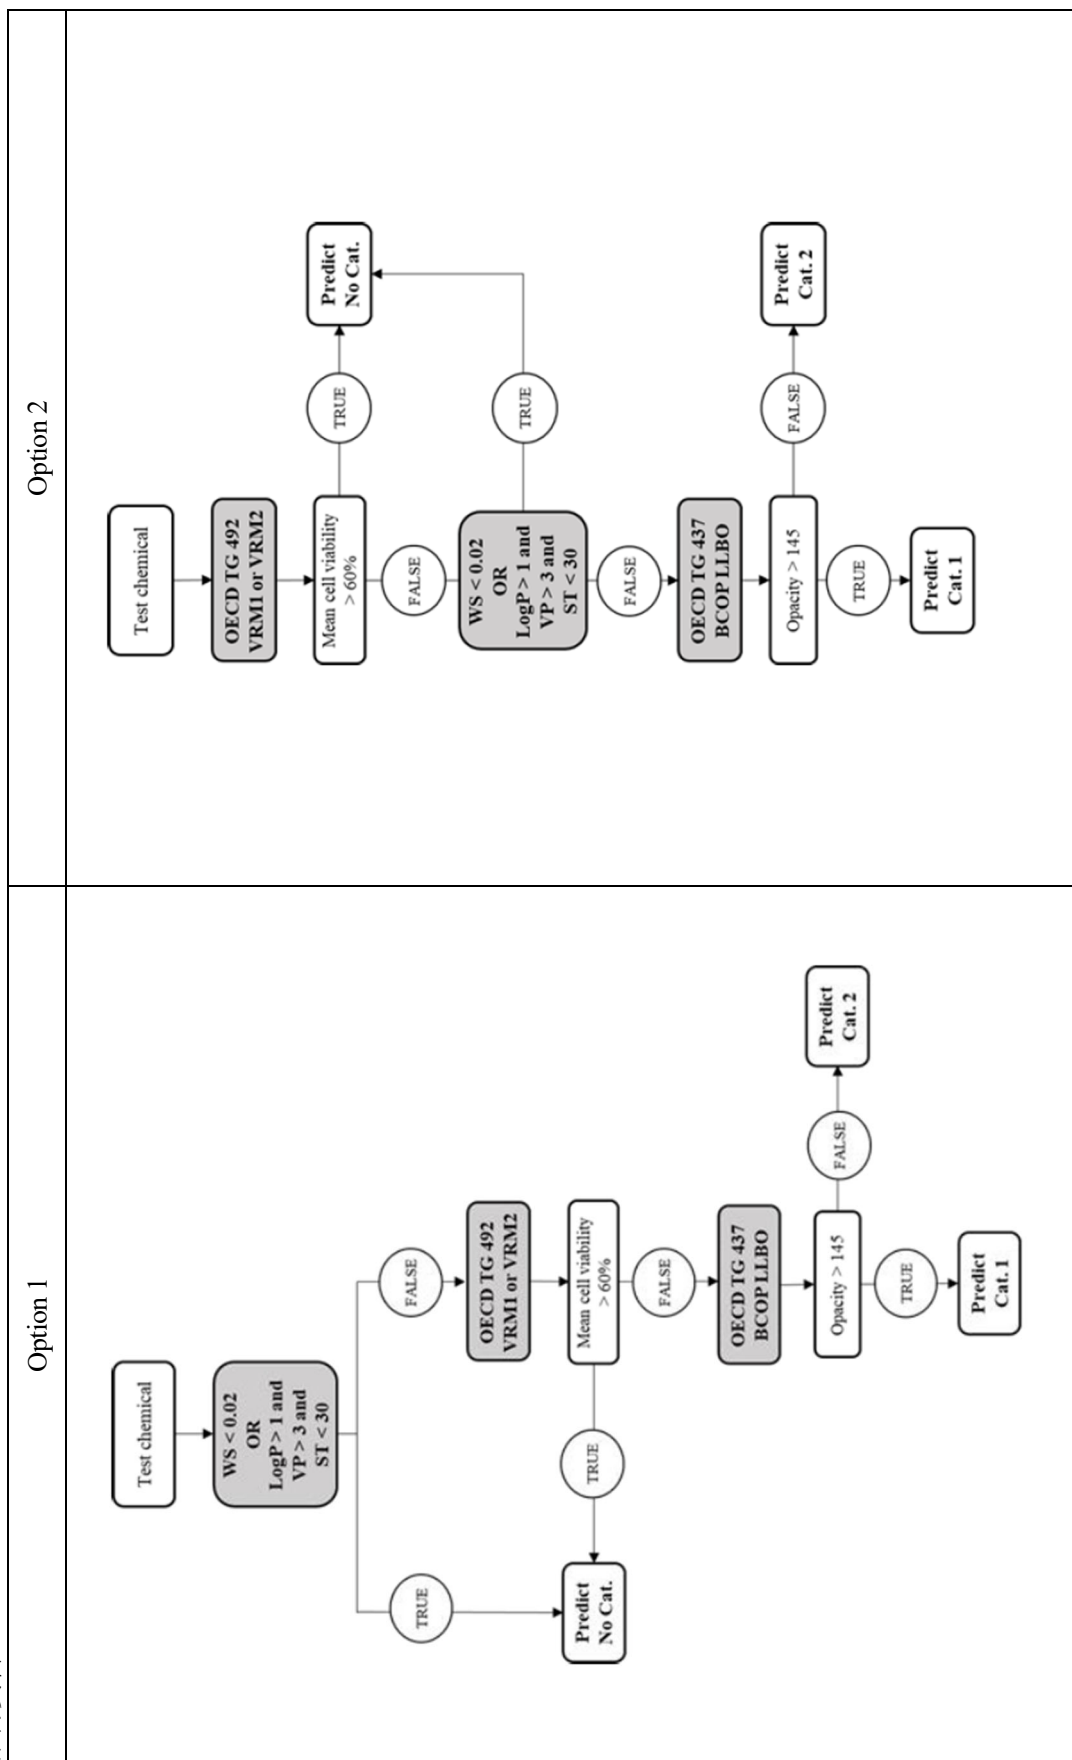 Option 1
Test chemical
WS < 0.02
OR
LogP > 1 and
VP > 3 and
ST < 30
TRUE
FALSE
OECD TG 492
VRM1 or VRM2
Mean cell viability
> 60%
TRUE
Predict
No Cat.
FALSE
OECD TG 437
BCOP LLBO
Opacity > 145
FALSE
Predict
Cat. 2
TRUE
Predict
Cat. 1
Option 2
Test chemical
OECD TG 492
VRM1 or VRM2
Mean cell viability
> 60%
TRUE
Predict
No Cat.
FALSE
WS < 0.02
OR
LogP > 1 and
VP > 3 and
ST < 30
TRUE
FALSE
OECD TG 437
BCOP LLBO
Opacity > 145
FALSE
Predict
Cat. 2
TRUE
Predict
Cat. 1